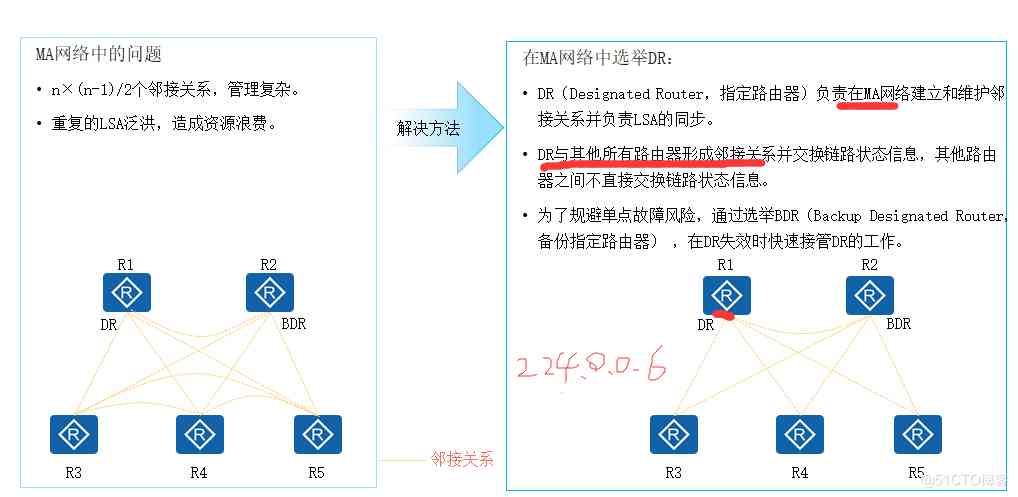 MA网络中的问题
• n×(n-1)/2个邻接关系，管理复杂。
• 重复的LSA泛洪，造成资源浪费。
R1
R2
DR
BDR
R3
R4
R5
解决方法
邻接关系
在MA网络中选举DR：
• DR（Designated Router，指定路由器）负责在MA网络建立和维护邻
接关系并负责LSA的同步。
• DR与其他所有路由器形成邻接关系并交换链路状态信息，其他路由
器之间不直接交换链路状态信息。
• 为了规避单点故障风险，通过选举BDR（Backup Designated Router，
备份指定路由器），在DR失效时快速接管DR的工作。
R1
R2
DR
BDR
224.0.0.6
R3
R4
R5
@51CTO博客